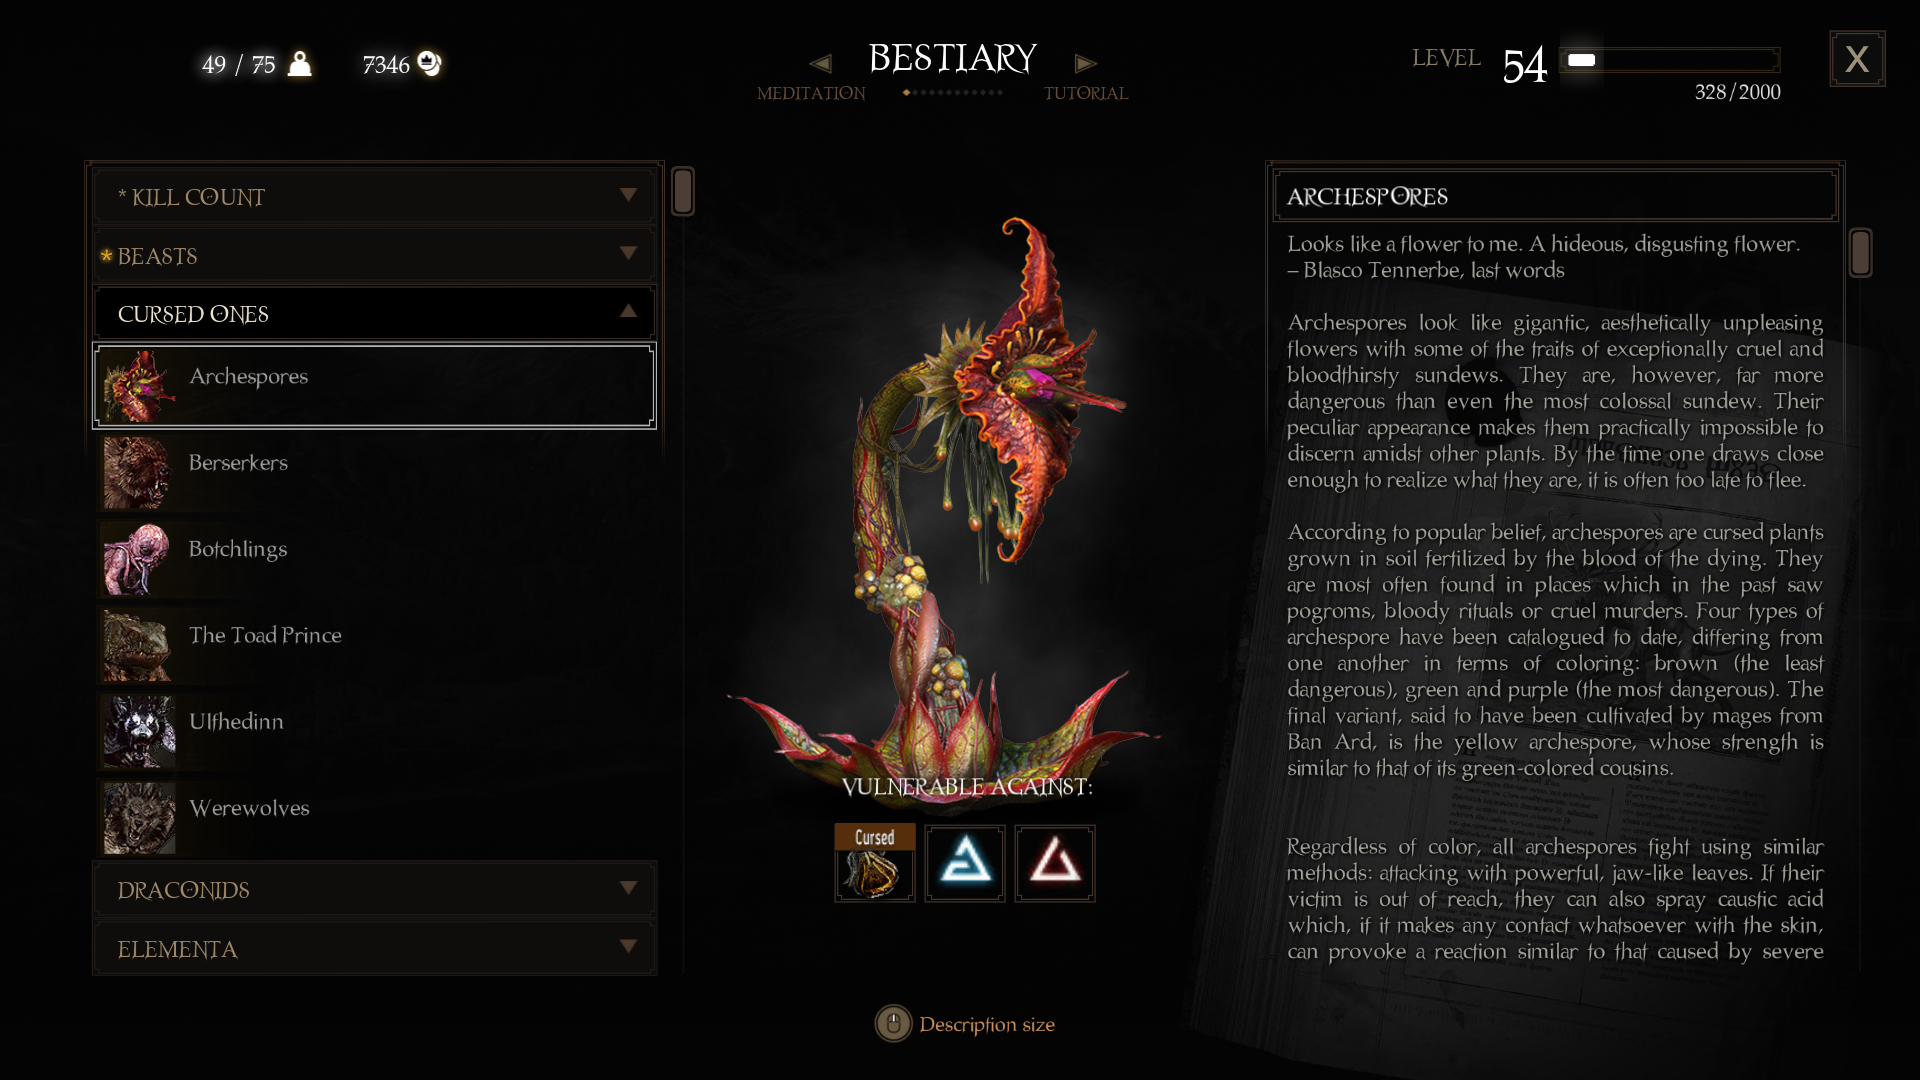 49 / 75
7346
BESTIARY
MEDITATION
TUTORIAL
LEVEL 54
328/2000
X
* KILL COUNT
* BEASTS
CURSED ONES
Archespores
Berserkers
Botchlings
The Toad Prince
Ulfhedinn
Werewolves
DRACONIDS
ELEMENTA
VULNERABLE AGAINST:
Cursed
Description size
ARCHESPORES
Looks like a flower to me. A hideous, disgusting flower.
– Blasco Tennerbe, last words
Archespores look like gigantic, aesthetically unpleasing
flowers with some of the traits of exceptionally cruel and
bloodthirsty sundews. They are, however, far more
dangerous than even the most colossal sundew. Their
peculiar appearance makes them practically impossible to
discern amidst other plants. By the time one draws close
enough to realize what they are, it is often too late to flee.
According to popular belief, archespores are cursed plants
grown in soil fertilized by the blood of the dying. They
are most often found in places which in the past saw
pogroms, bloody rituals or cruel murders. Four types of
archespore have been catalogued to date, differing from
one another in terms of coloring: brown (the least
dangerous), green and purple (the most dangerous). The
final variant, said to have been cultivated by mages from
Ban Ard, is the yellow archespore, whose strength is
similar to that of its green-colored cousins.
Regardless of color, all archespores fight using similar
methods: attacking with powerful, jaw-like leaves. If their
victim is out of reach, they can also spray caustic acid
which, if it makes any contact whatsoever with the skin,
can provoke a reaction similar to that caused by severe